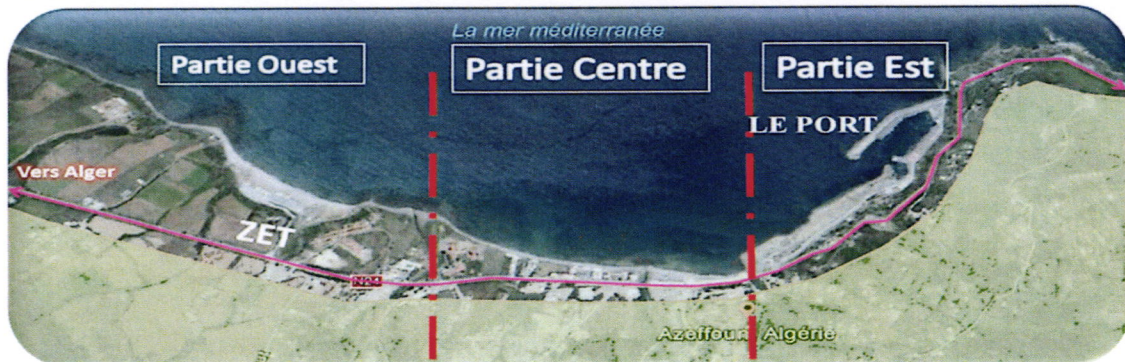 La mer méditerranée
Partie Ouest
Partie Centre
Partie Est
LE PORT
Vers Alger
ZET
N24
Azeffoun Algérie